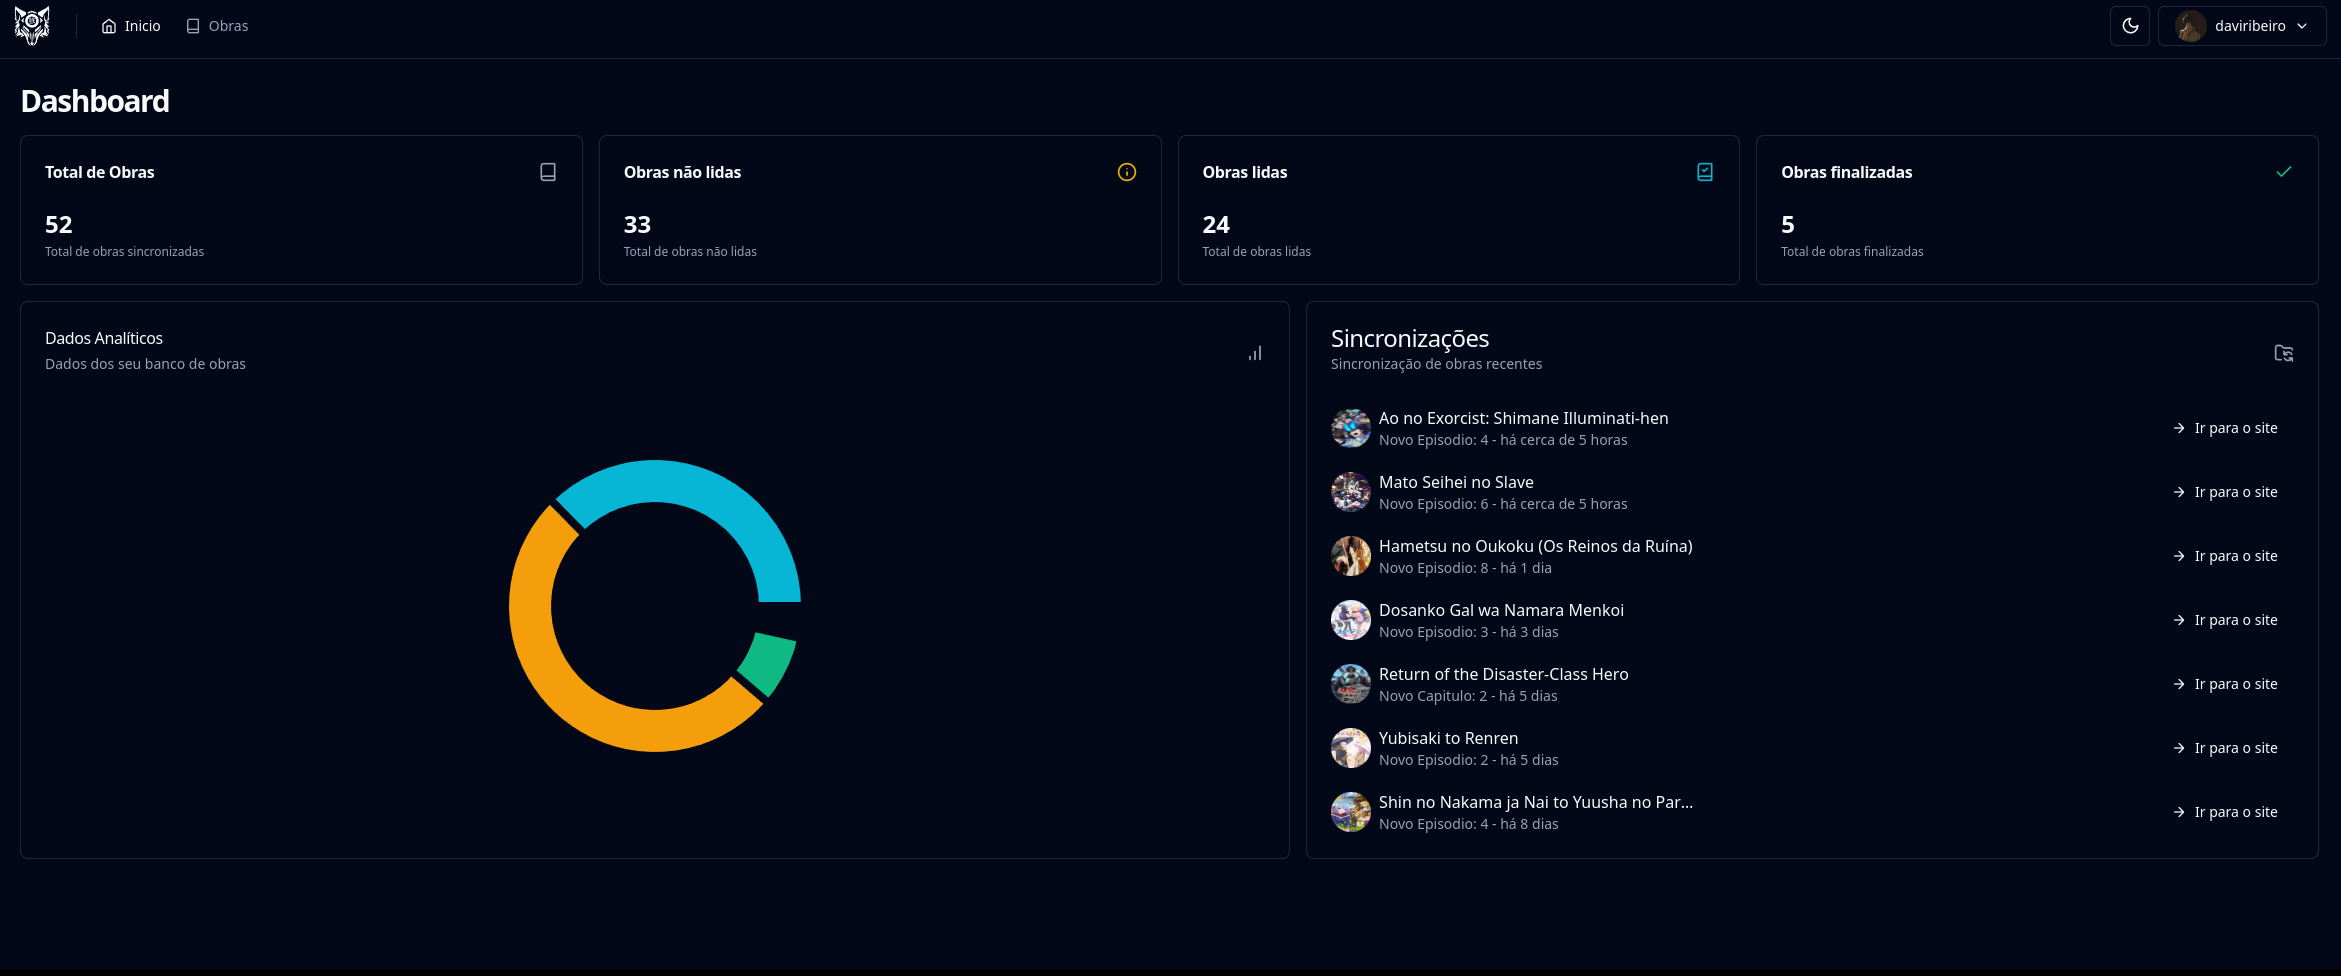 Inicio
Obras
daviribeiro
Dashboard
Total de Obras
52
Total de obras sincronizadas
Obras não lidas
33
Total de obras não lidas
Obras lidas
24
Total de obras lidas
Obras finalizadas
5
Total de obras finalizadas
Dados Analíticos
Dados dos seu banco de obras
Sincronizações
Sincronização de obras recentes
Ao no Exorcist: Shimane Illuminati-hen
Novo Episodio: 4 - há cerca de 5 horas
Ir para o site
Mato Seihei no Slave
Novo Episodio: 6 - há cerca de 5 horas
Ir para o site
Hametsu no Oukoku (Os Reinos da Ruína)
Novo Episodio: 8 - há 1 dia
Ir para o site
Dosanko Gal wa Namara Menkoi
Novo Episodio: 3 - há 3 dias
Ir para o site
Return of the Disaster-Class Hero
Novo Capitulo: 2 - há 5 dias
Ir para o site
Yubisaki to Renren
Novo Episodio: 2 - há 5 dias
Ir para o site
Shin no Nakama ja Nai to Yuusha no Par...
Novo Episodio: 4 - há 8 dias
Ir para o site